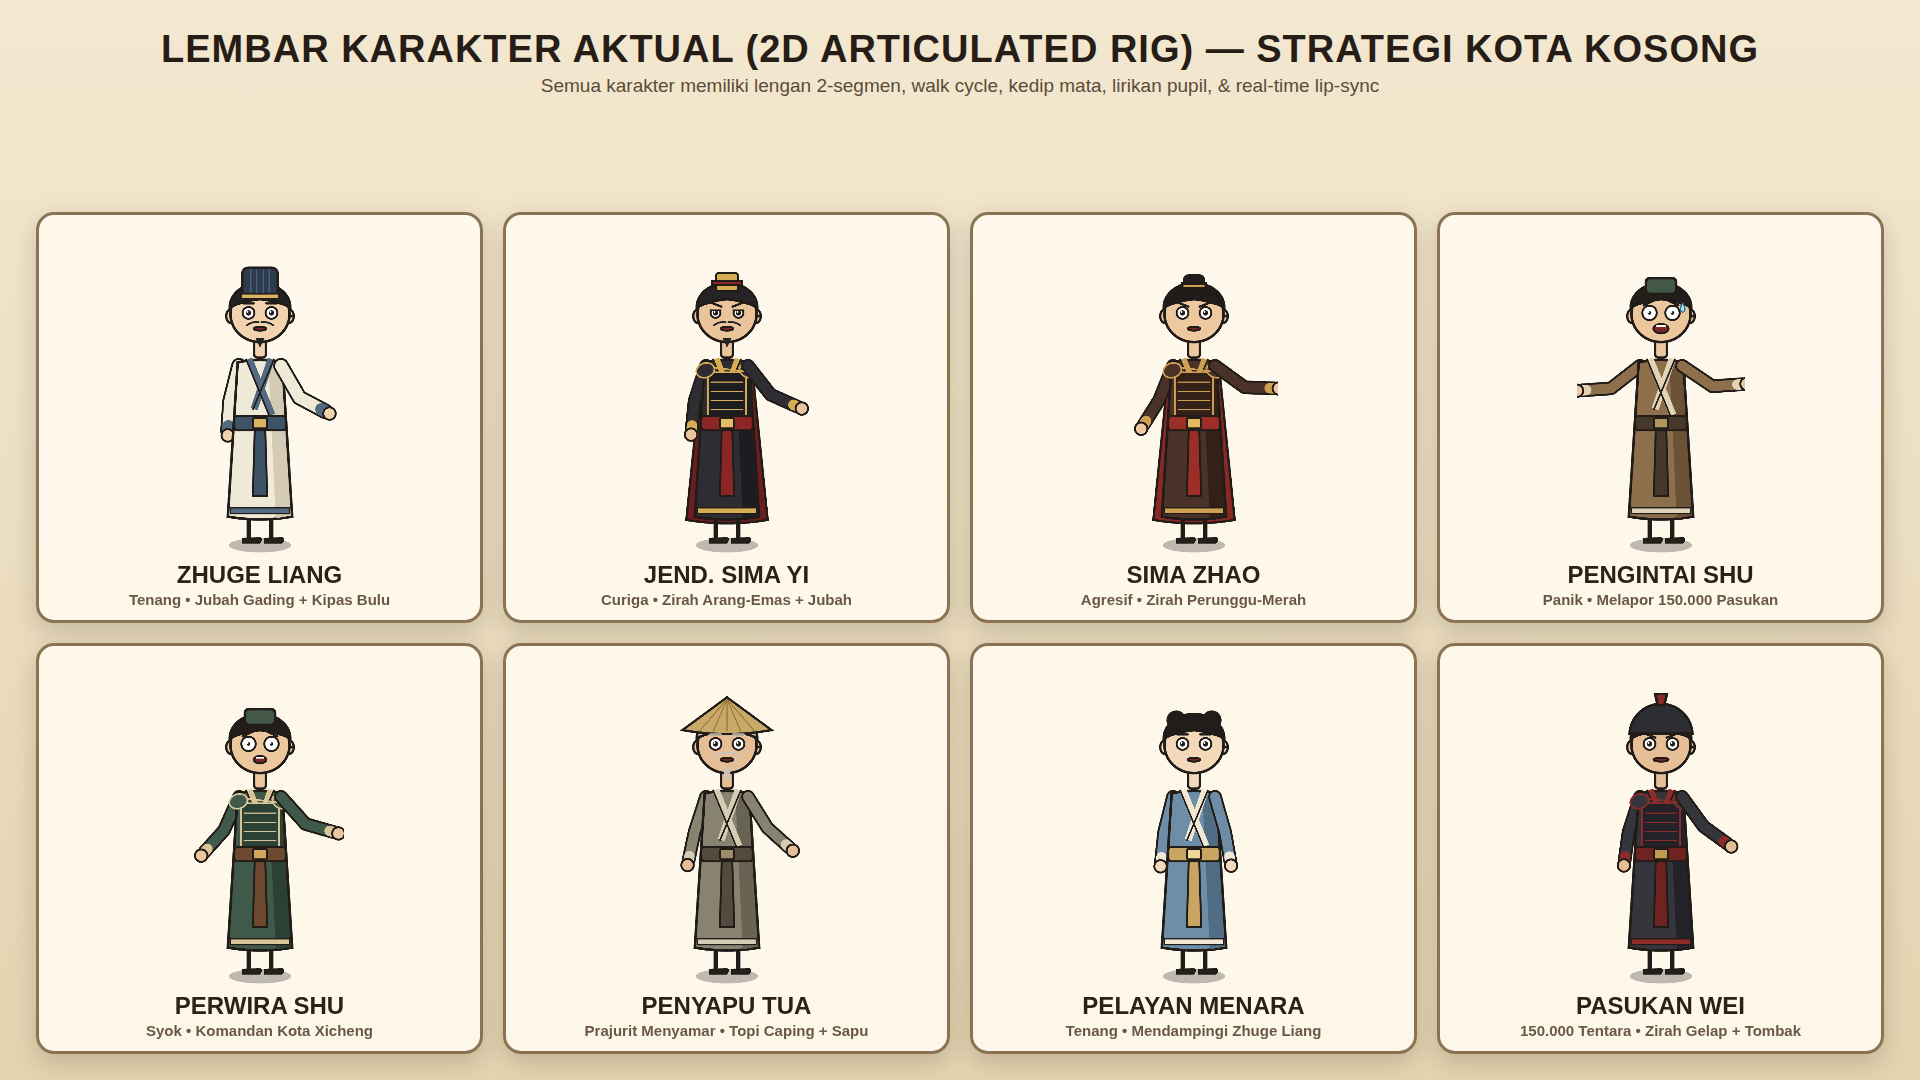 LEMBAR KARAKTER AKTUAL (2D ARTICULATED RIG) — STRATEGI KOTA KOSONG
Semua karakter memiliki lengan 2-segmen, walk cycle, kedip mata, lirikan pupil, & real-time lip-sync
ZHUGE LIANG
Tenang • Jubah Gading + Kipas Bulu
JEND. SIMA YI
Curiga • Zirah Arang-Emas + Jubah
SIMA ZHAO
Agresif • Zirah Perunggu-Merah
PENGINTAI SHU
Panik • Melapor 150.000 Pasukan
PERWIRA SHU
Syok • Komandan Kota Xicheng
PENYAPU TUA
Prajurit Menyamar • Topi Caping + Sapu
PELAYAN MENARA
Tenang • Mendampingi Zhuge Liang
PASUKAN WEI
150.000 Tentara • Zirah Gelap + Tombak